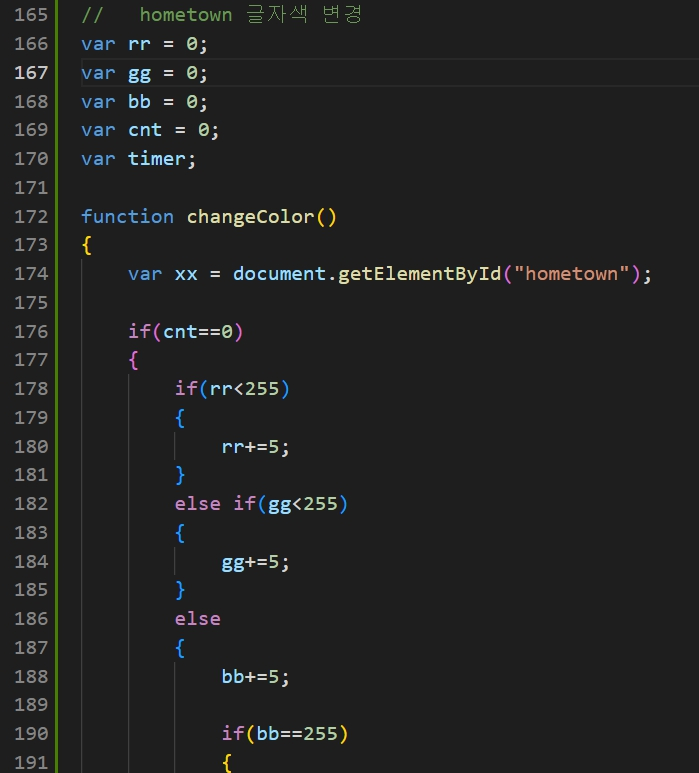 165 //   hometown 글자색 변경
166 var rr = 0;
167 var gg = 0;
168 var bb = 0;
169 var cnt = 0;
170 var timer;
171
172 function changeColor()
173 {
174     var xx = document.getElementById("hometown");
175
176     if(cnt==0)
177     {
178         if(rr<255)
179         {
180             rr+=5;
181         }
182         else if(gg<255)
183         {
184             gg+=5;
185         }
186         else
187         {
188             bb+=5;
189
190             if(bb==255)
191             {